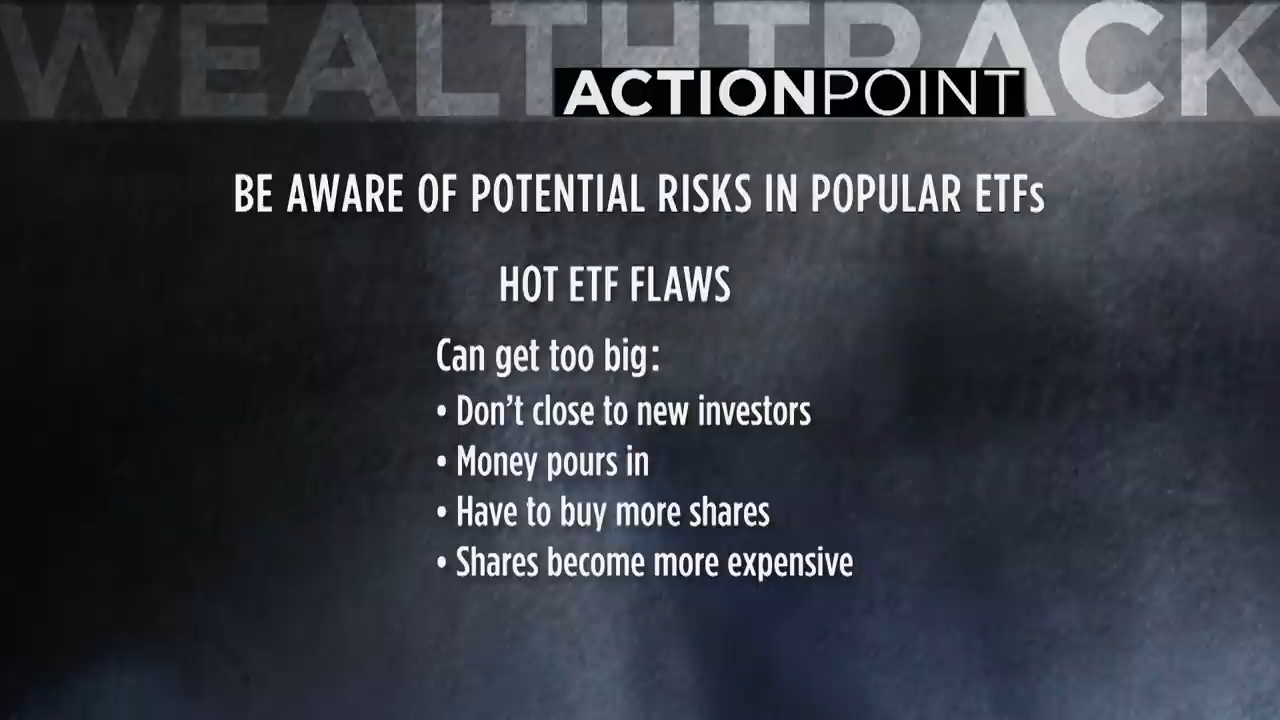 WEALTHTRACK
ACTIONPOINT
BE AWARE OF POTENTIAL RISKS IN POPULAR ETFs
HOT ETF FLAWS
Can get too big:
• Don’t close to new investors
• Money pours in
• Have to buy more shares
• Shares become more expensive